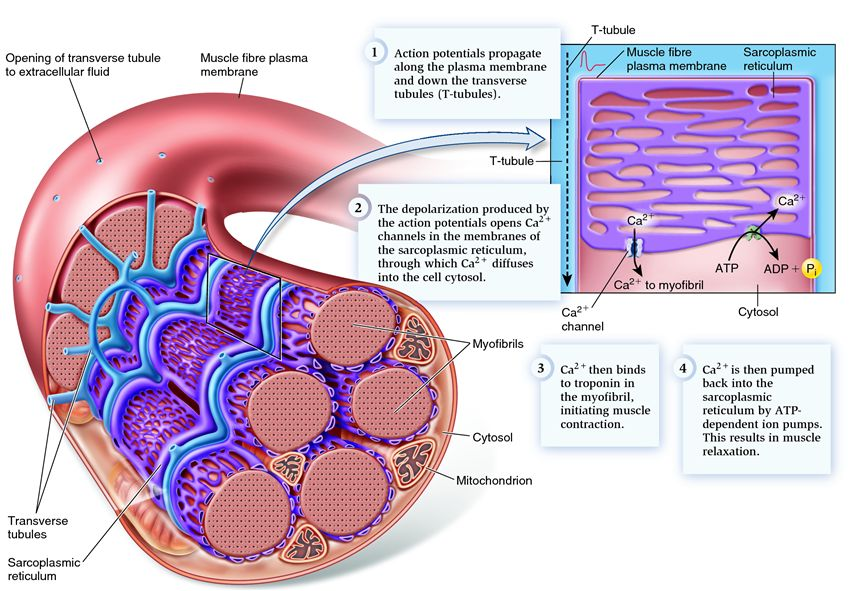 Opening of transverse tubule
to extracellular fluid
Muscle fibre plasma
membrane
1
Action potentials propagate
along the plasma membrane
and down the transverse
tubules (T-tubules).
T-tubule
Muscle fibre
plasma membrane
Sarcoplasmic
reticulum
T-tubule
2
The depolarization produced by
the action potentials opens Ca2+
channels in the membranes of
the sarcoplasmic reticulum,
through which Ca2+ diffuses
into the cell cytosol.
Ca2+
Ca2+
ATP
ADP + Pi
Ca2+ to myofibril
Ca2+
channel
Cytosol
Myofibrils
3
Ca2+ then binds
to troponin in
the myofibril,
initiating muscle
contraction.
4
Ca2+ is then pumped
back into the
sarcoplasmic
reticulum by ATP-
dependent ion pumps.
This results in muscle
relaxation.
Cytosol
Mitochondrion
Transverse
tubules
Sarcoplasmic
reticulum